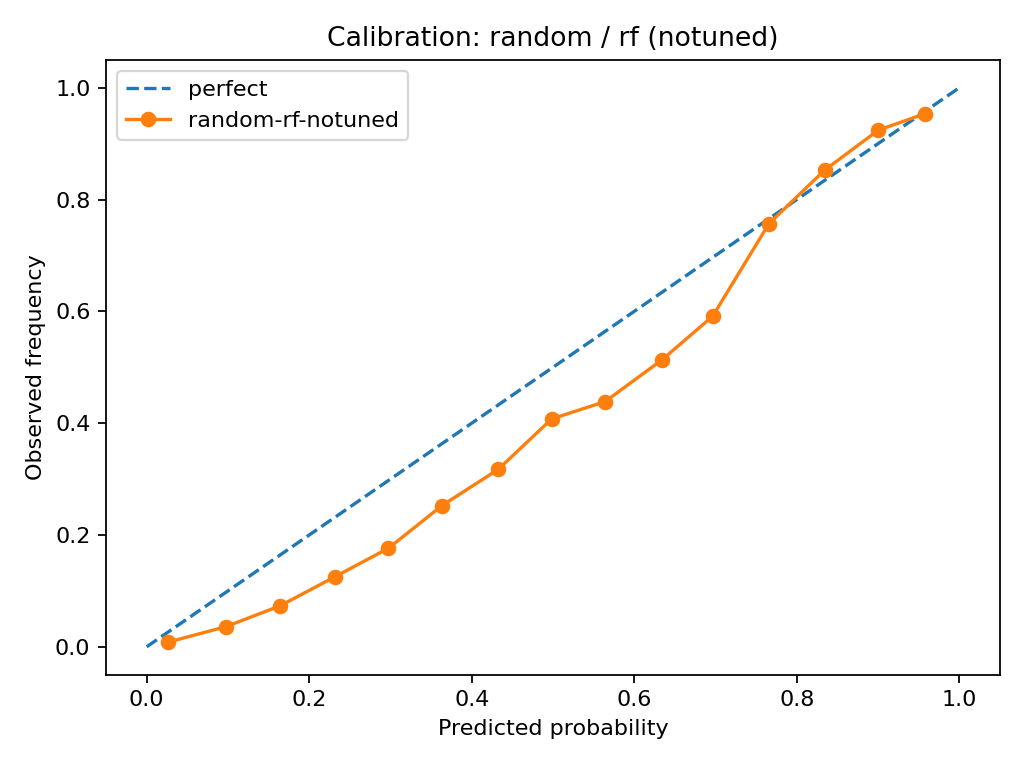 Calibration: random / rf (notuned)
perfect
random-rf-notuned
Observed frequency
1.0
0.8
0.6
0.4
0.2
0.0
0.0 0.2 0.4 0.6 0.8 1.0
Predicted probability